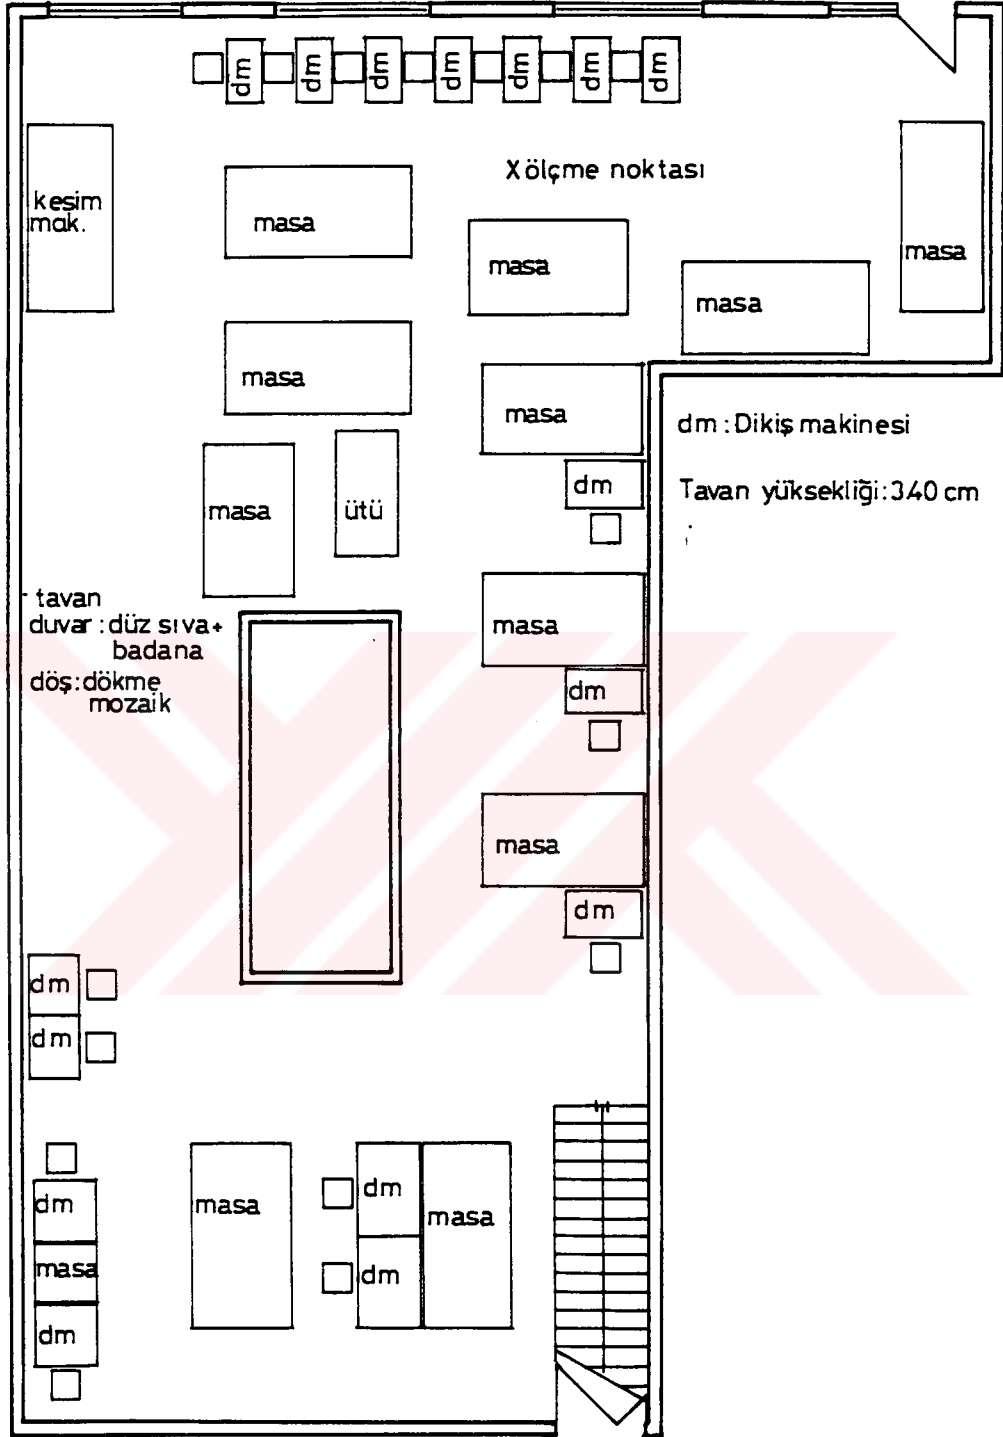 dm dm dm dm dm dm dm
X ölçme noktası
kesim
mak.
masa
masa
masa
masa
masa
masa
dm : Dikiş makinesi
dm
Tavan yüksekliği:340 cm
masa
ütü
tavan
duvar : düz sıva+
badana
döş:dökme
mozaik
masa
dm
masa
dm
dm
dm
dm
masa
dm
masa
dm
masa
dm